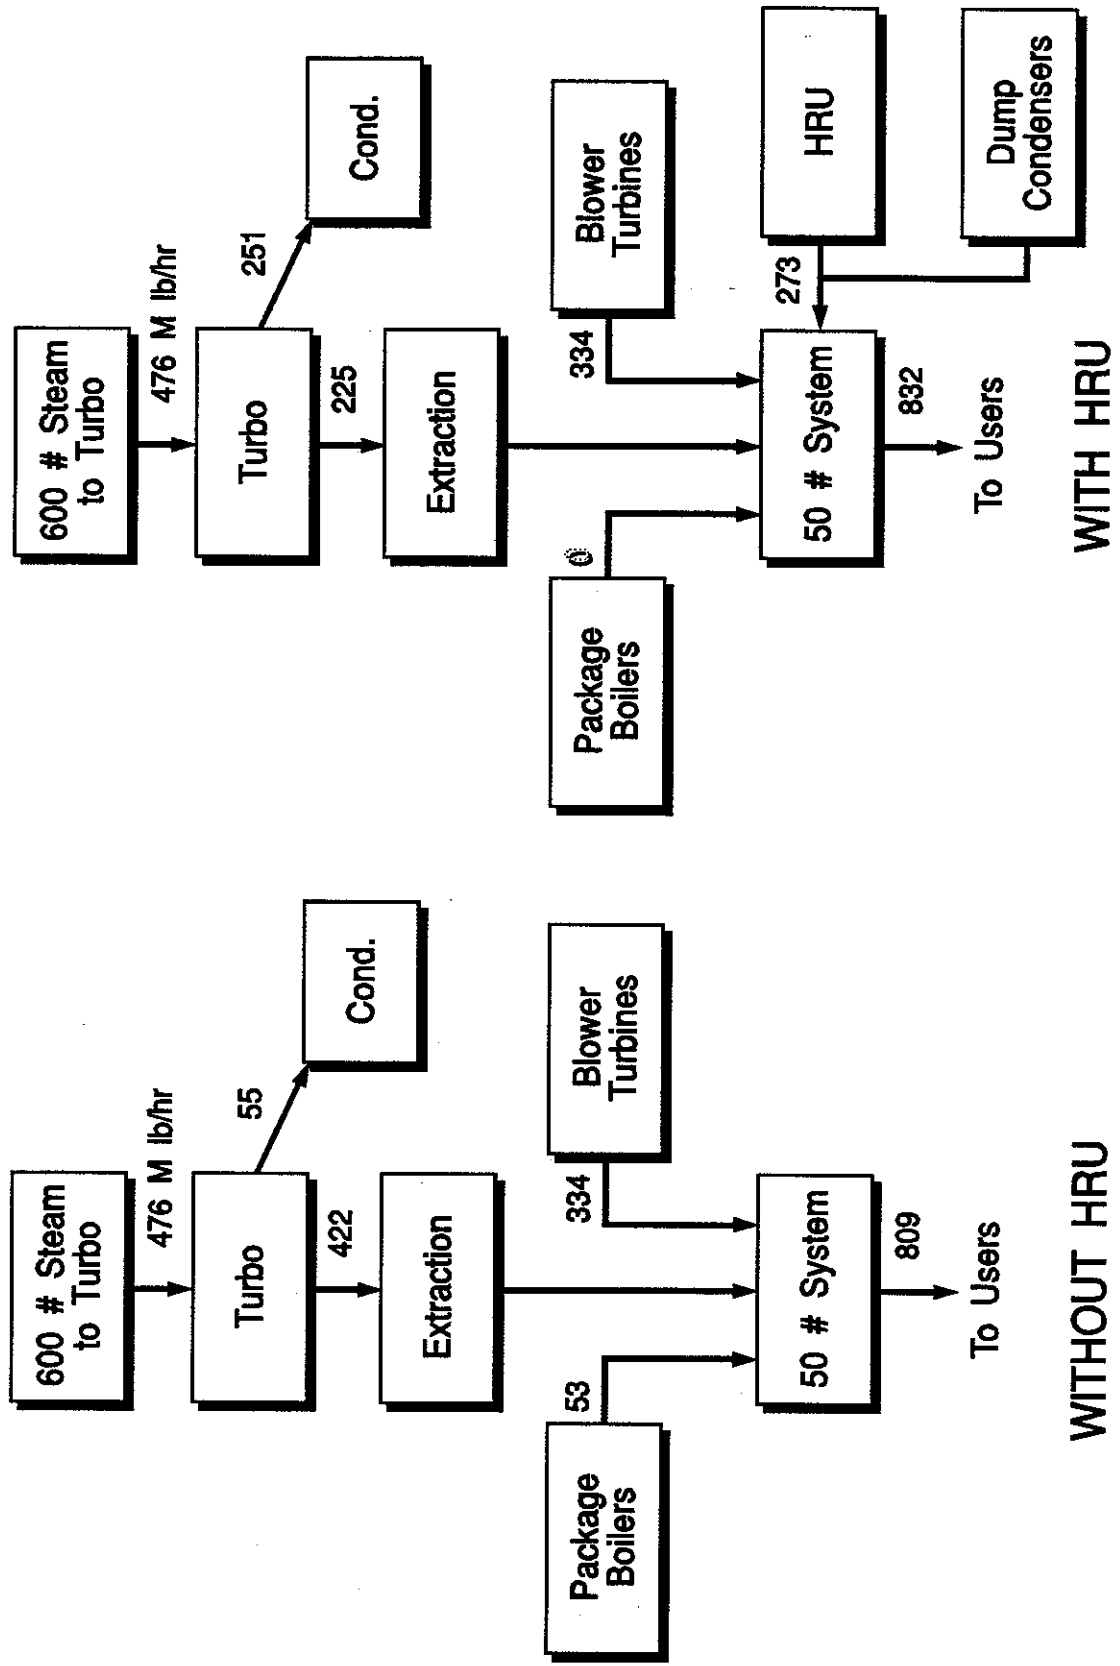 600 # Steam
to Turbo
476 M lb/hr
Turbo
55
Cond.
422
Extraction
Package
Boilers
53
Blower
Turbines
334
50 # System
809
To Users
WITHOUT HRU
600 # Steam
to Turbo
476 M lb/hr
Turbo
251
Cond.
225
Extraction
Package
Boilers
0
Blower
Turbines
334
50 # System
273
HRU
Dump
Condensers
832
To Users
WITH HRU